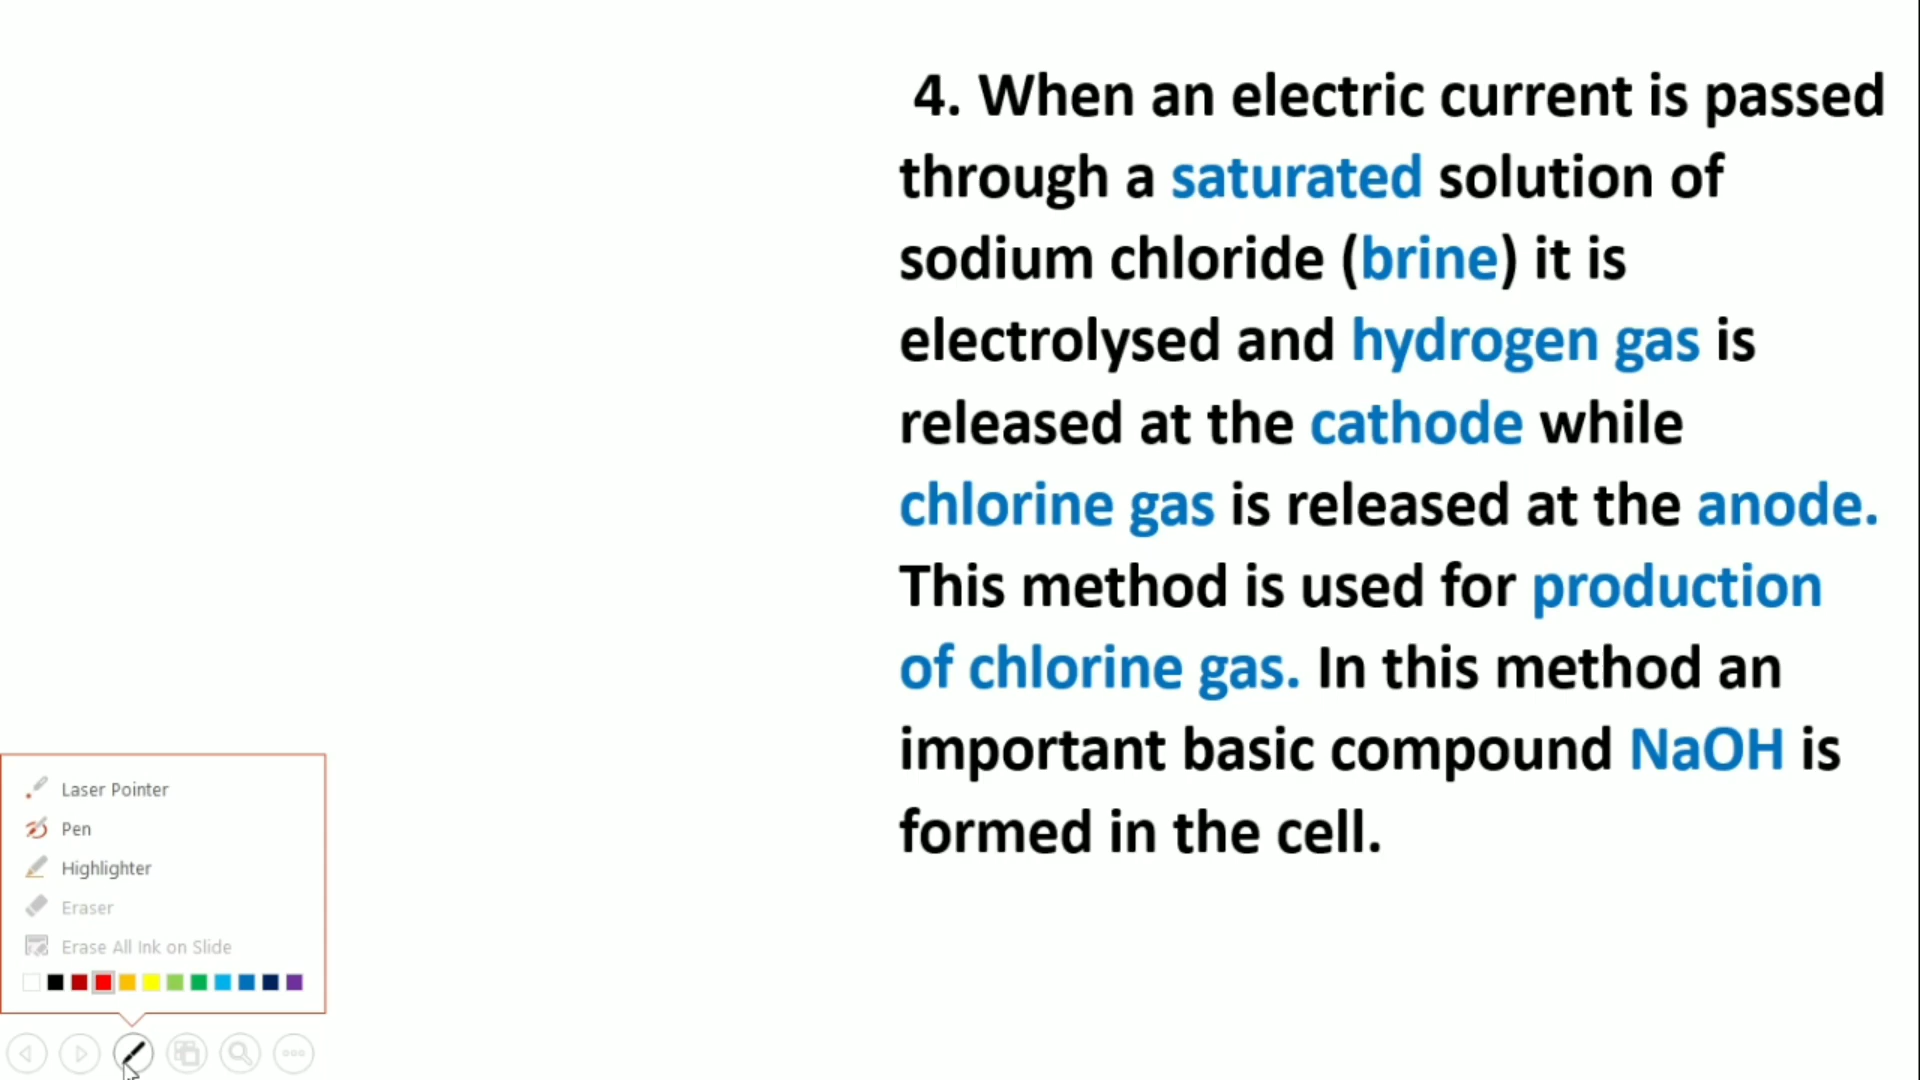 4. When an electric current is passed
through a saturated solution of
sodium chloride (brine) it is
electrolysed and hydrogen gas is
released at the cathode while
chlorine gas is released at the anode.
This method is used for production
of chlorine gas. In this method an
important basic compound NaOH is
formed in the cell.
Laser Pointer
Pen
Highlighter
Eraser
Erase All Ink on Slide